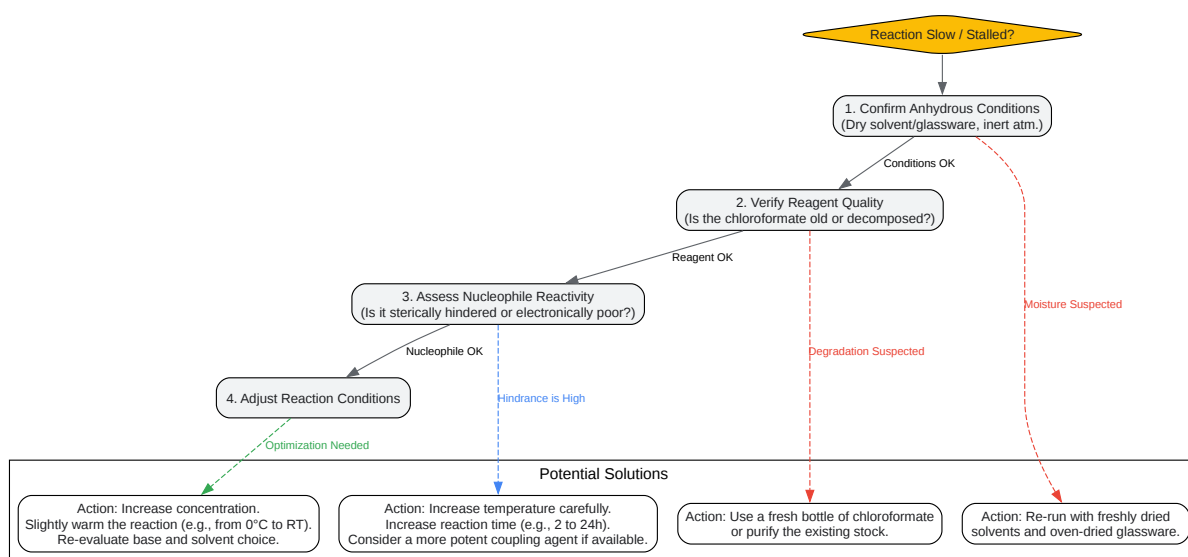 Reaction Slow / Stalled?
1. Confirm Anhydrous Conditions
(Dry solvent/glassware, inert atm.)
Conditions OK
2. Verify Reagent Quality
(Is the chloroformate old or decomposed?)
Reagent OK
3. Assess Nucleophile Reactivity
(Is it sterically hindered or electronically poor?)
Moisture Suspected
Nucleophile OK
Degradation Suspected
4. Adjust Reaction Conditions
Hindrance is High
Optimization Needed
Potential Solutions
Action: Increase concentration.
Slightly warm the reaction (e.g., from 0°C to RT).
Re-evaluate base and solvent choice.
Action: Increase temperature carefully.
Increase reaction time (e.g., 2 to 24h).
Consider a more potent coupling agent if available.
Action: Use a fresh bottle of chloroformate
or purify the existing stock.
Action: Re-run with freshly dried
solvents and oven-dried glassware.